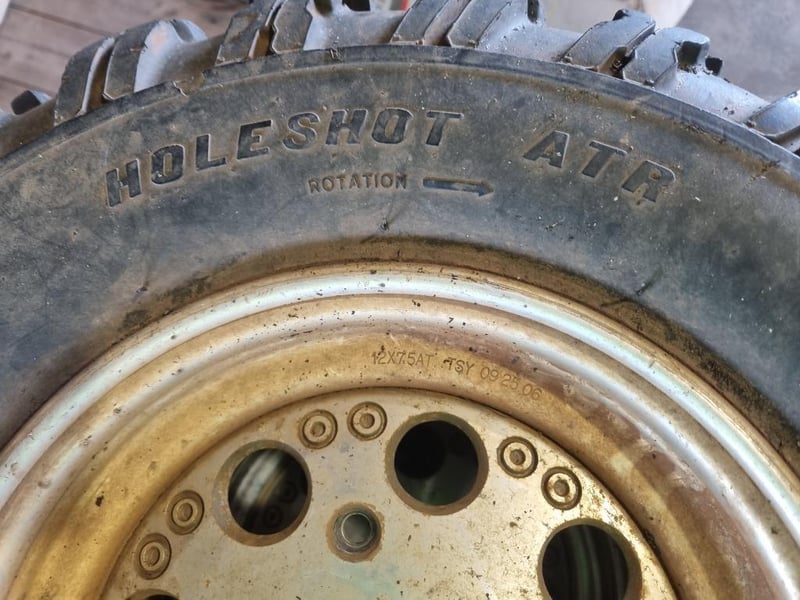 HOLESHOT ATR
ROTATION
12X7.5AT TSY 09 25 06